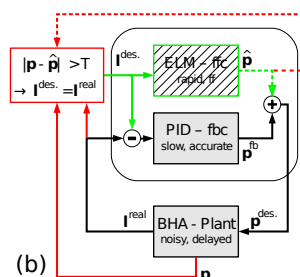 |p - p̂| >T
→ l^des. =l^real
l^des.
ELM – ffc
rapid, ff
p̂
+
-
PID – fbc
slow, accurate
p^fb
l^real
BHA - Plant
noisy, delayed
p^des.
p
(b)